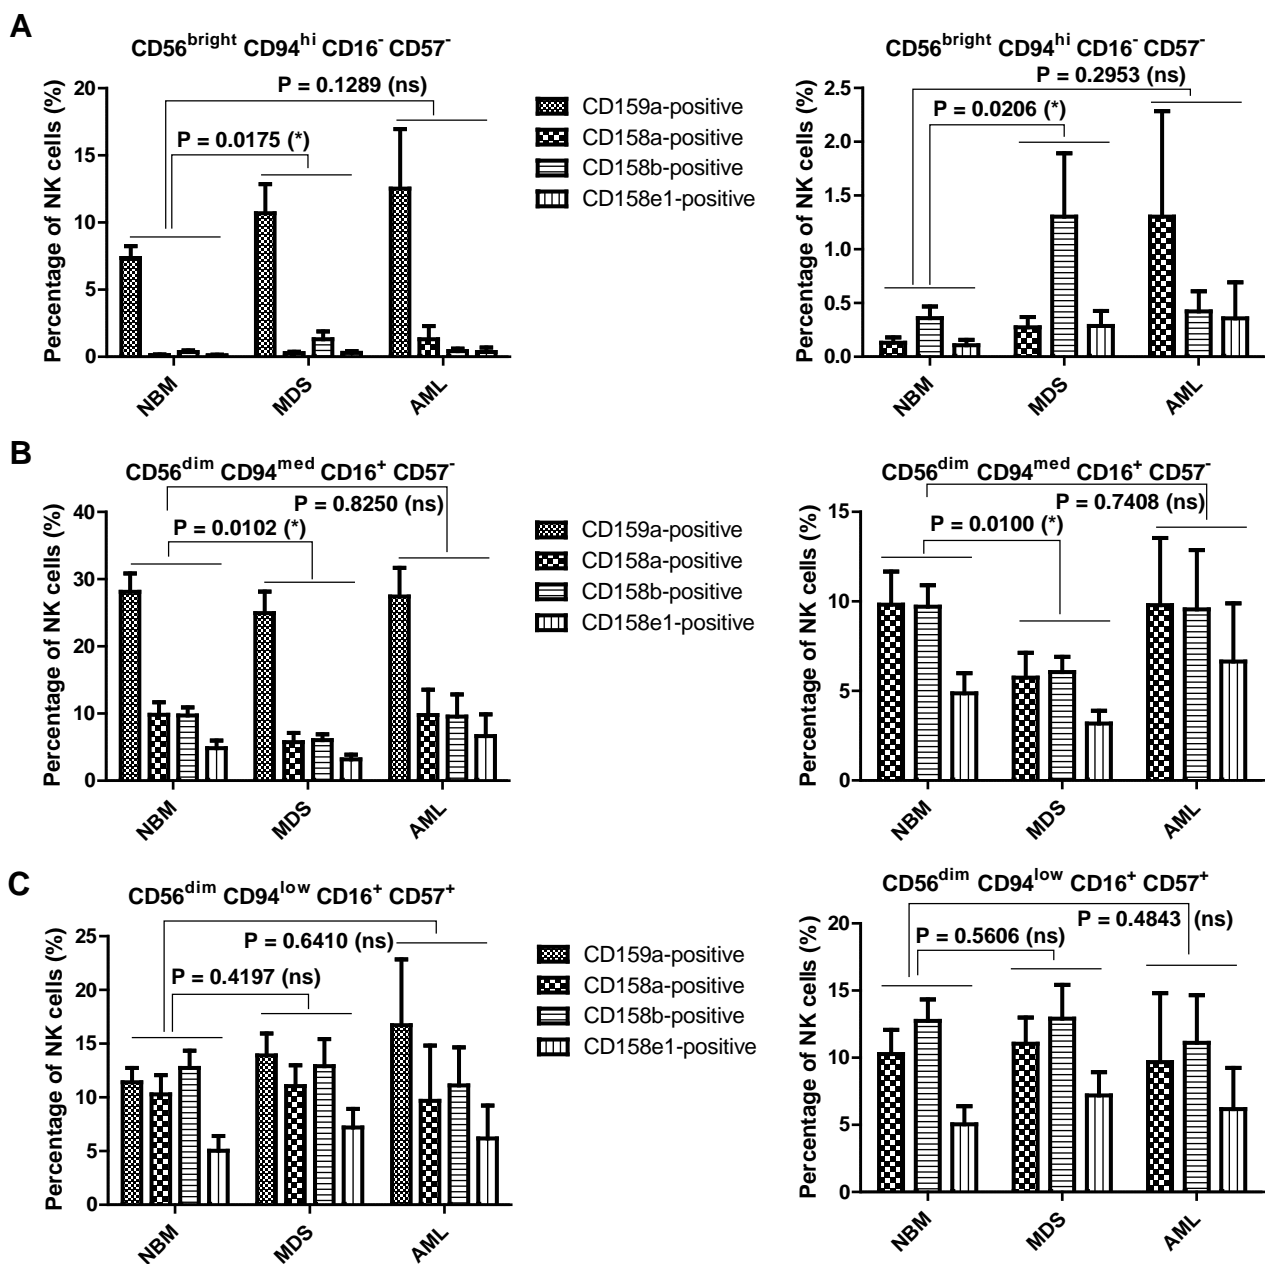 A
CD56bright CD94hi CD16- CD57-
P = 0.1289 (ns)
P = 0.0175 (*)
Percentage of NK cells (%)
20
15
10
5
0
NBM
MDS
AML
CD159a-positive
CD158a-positive
CD158b-positive
CD158e1-positive
CD56bright CD94hi CD16- CD57-
P = 0.2953 (ns)
P = 0.0206 (*)
Percentage of NK cells (%)
2.5
2.0
1.5
1.0
0.5
0.0
NBM
MDS
AML
B
CD56dim CD94med CD16+ CD57-
P = 0.8250 (ns)
P = 0.0102 (*)
Percentage of NK cells (%)
40
30
20
10
0
NBM
MDS
AML
CD159a-positive
CD158a-positive
CD158b-positive
CD158e1-positive
CD56dim CD94med CD16+ CD57-
P = 0.7408 (ns)
P = 0.0100 (*)
Percentage of NK cells (%)
15
10
5
0
NBM
MDS
AML
C
CD56dim CD94low CD16+ CD57+
P = 0.6410 (ns)
P = 0.4197 (ns)
Percentage of NK cells (%)
25
20
15
10
5
0
NBM
MDS
AML
CD159a-positive
CD158a-positive
CD158b-positive
CD158e1-positive
CD56dim CD94low CD16+ CD57+
P = 0.4843 (ns)
P = 0.5606 (ns)
Percentage of NK cells (%)
20
15
10
5
0
NBM
MDS
AML